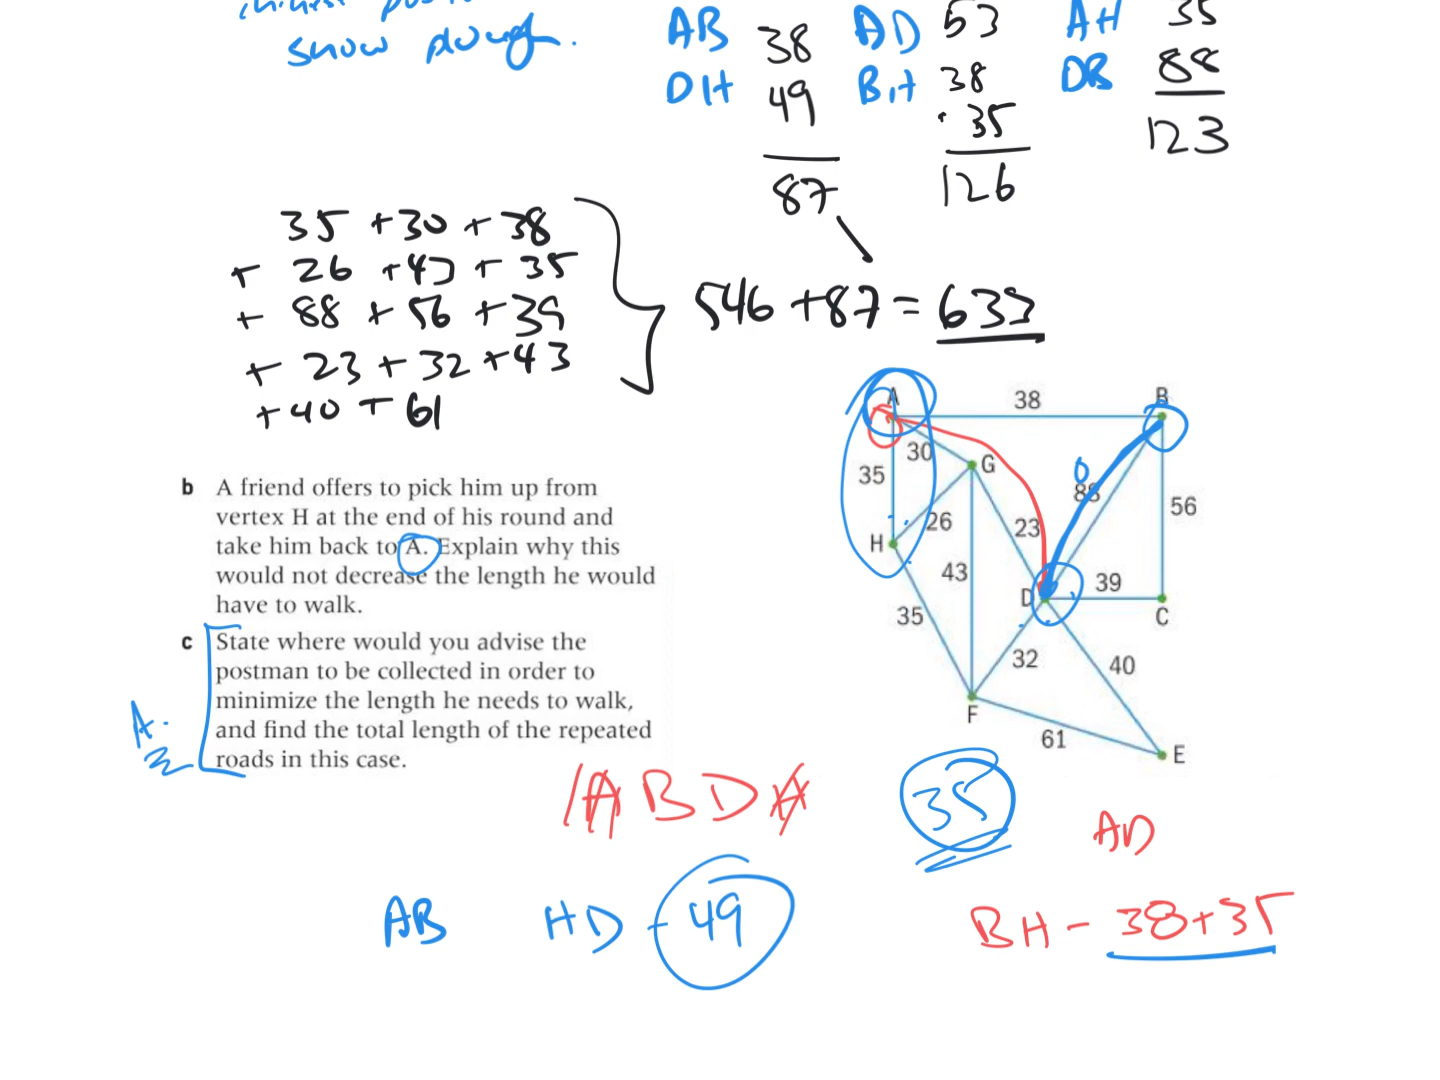 show plough.
AB 38
DH 49
87
AD 53
BH 38
+ 35
126
AH 35
DB 88
123
35 + 30 + 38
+ 26 + 43 + 35
+ 88 + 56 + 39
+ 23 + 32 + 43
+ 40 + 61
546 + 87 = 633
b A friend offers to pick him up from
vertex H at the end of his round and
take him back to A. Explain why this
would not decrease the length he would
have to walk.
c State where would you advise the
postman to be collected in order to
minimize the length he needs to walk,
and find the total length of the repeated
roads in this case.
A.
A 38 B
30 G
35 0
88 56
H 26 23
43 D 39 C
35
32 40
F
61 E
A B D A
35
AD
AB HD - 49
BH - 38+35